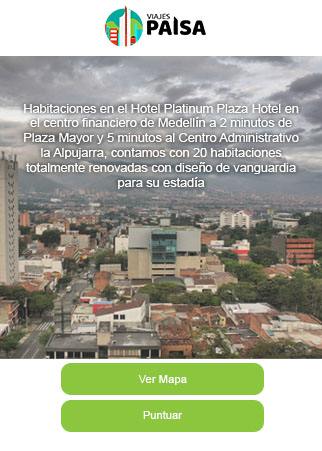 VIAJES
PAISA
Habitaciones en el Hotel Platinum Plaza Hotel en
el centro financiero de Medellín a 2 minutos de
Plaza Mayor y 5 minutos al Centro Administrativo
la Alpujarra, contamos con 20 habitaciones
totalmente renovadas con diseño de vanguardia
para su estadía
Ver Mapa
Puntuar